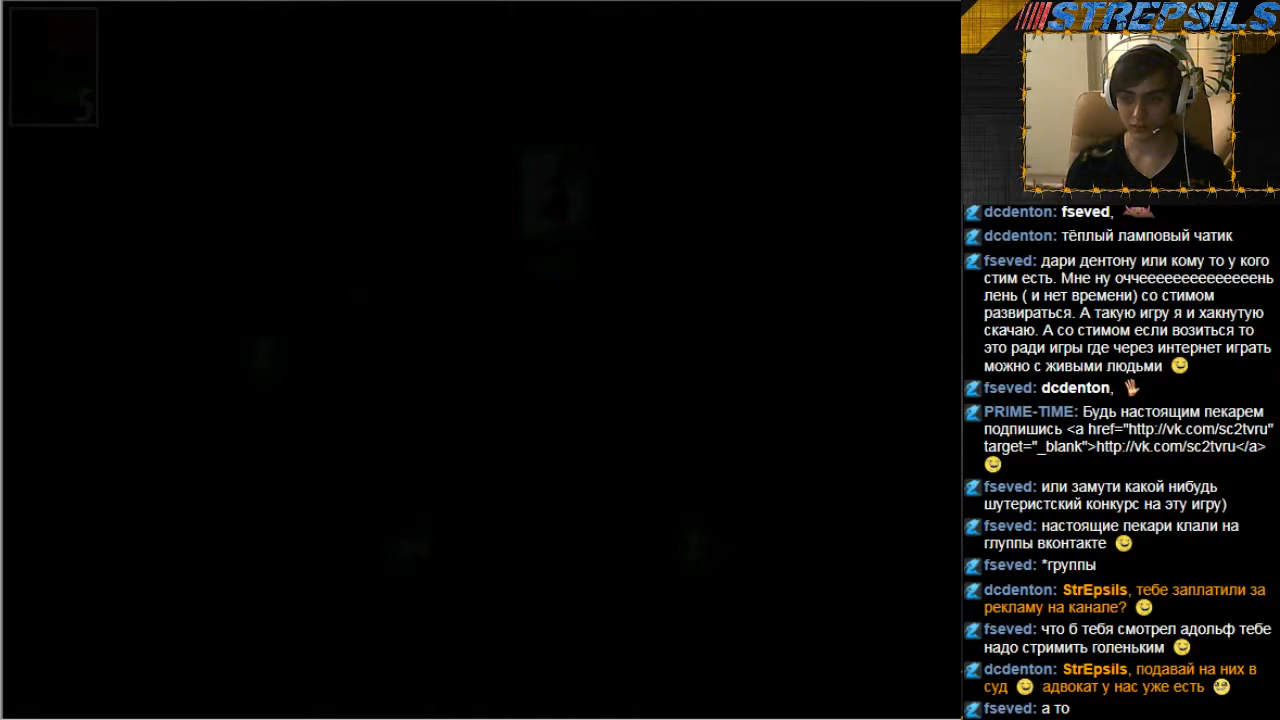 STREPSILS
5
dcdenton: fseved,
dcdenton: тёплый ламповый чатик
fseved: дари дентону или кому то у кого
стим есть. Мне ну оччеееееееееееееень
лень ( и нет времени) со стимом
развираться. А такую игру я и хакнутую
скачаю. А со стимом если возиться то
это ради игры где через интернет играть
можно с живыми людьми
fseved: dcdenton,
PRIME-TIME: Будь настоящим пекарем
подпишись <a href="http://vk.com/sc2tvru"
target="_blank">http://vk.com/sc2tvru</a>
fseved: или замути какой нибудь
шутеристский конкурс на эту игру)
fseved: настоящие пекари клали на
глуппы вконтакте
fseved: *группы
dcdenton: StrEpsils, тебе заплатили за
рекламу на канале?
fseved: что б тебя смотрел адольф тебе
надо стримить голеньким
dcdenton: StrEpsils, подавай на них в
суд адвокат у нас уже есть
fseved: а то